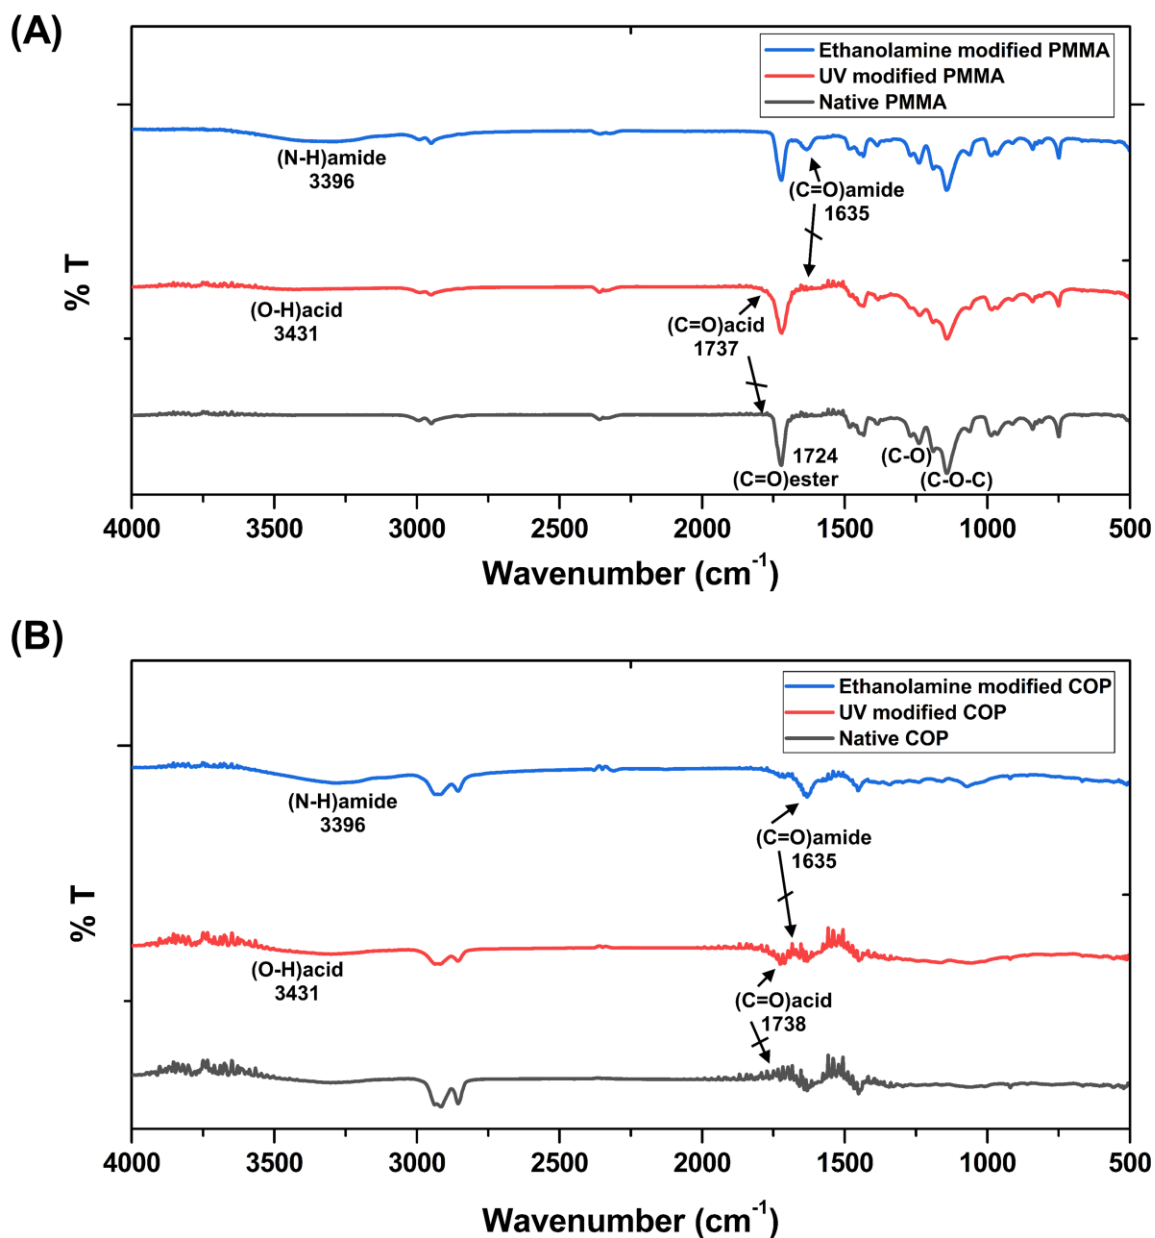 (A)
Ethanolamine modified PMMA
UV modified PMMA
Native PMMA
(N-H)amide
3396
(C=O)amide
1635
(O-H)acid
3431
(C=O)acid
1737
1724
(C=O)ester
(C-O)
(C-O-C)
% T
4000 3500 3000 2500 2000 1500 1000 500
Wavenumber (cm-1)
(B)
Ethanolamine modified COP
UV modified COP
Native COP
(N-H)amide
3396
(C=O)amide
1635
(O-H)acid
3431
(C=O)acid
1738
% T
4000 3500 3000 2500 2000 1500 1000 500
Wavenumber (cm-1)